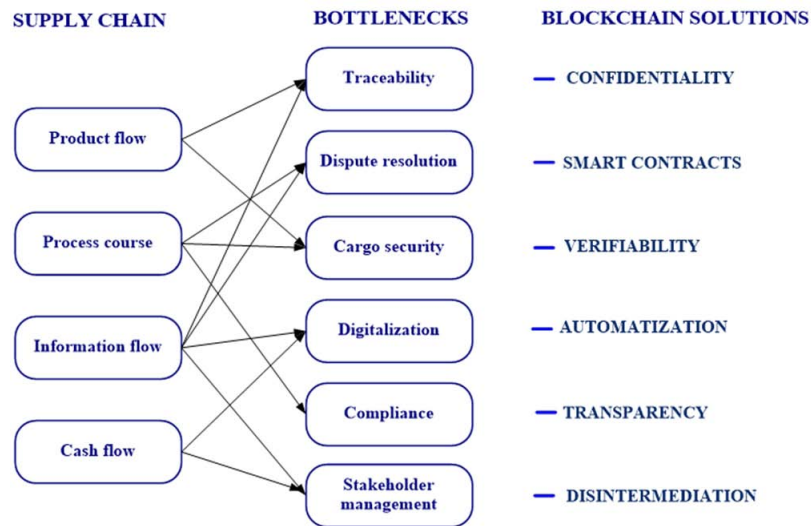 SUPPLY CHAIN
BOTTLENECKS
BLOCKCHAIN SOLUTIONS
Product flow
Process course
Information flow
Cash flow
Traceability
Dispute resolution
Cargo security
Digitalization
Compliance
Stakeholder
management
CONFIDENTIALITY
SMART CONTRACTS
VERIFIABILITY
AUTOMATIZATION
TRANSPARENCY
DISINTERMEDIATION